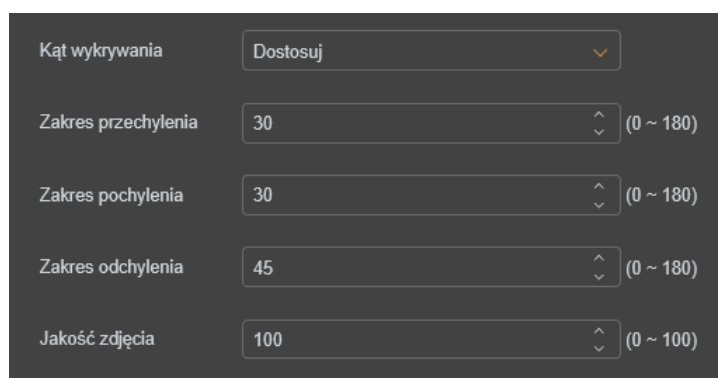 Kąt wykrywania Dostosuj
Zakres przechylenia 30 (0 ~ 180)
Zakres pochylenia 30 (0 ~ 180)
Zakres odchylenia 45 (0 ~ 180)
Jakość zdjęcia 100 (0 ~ 100)